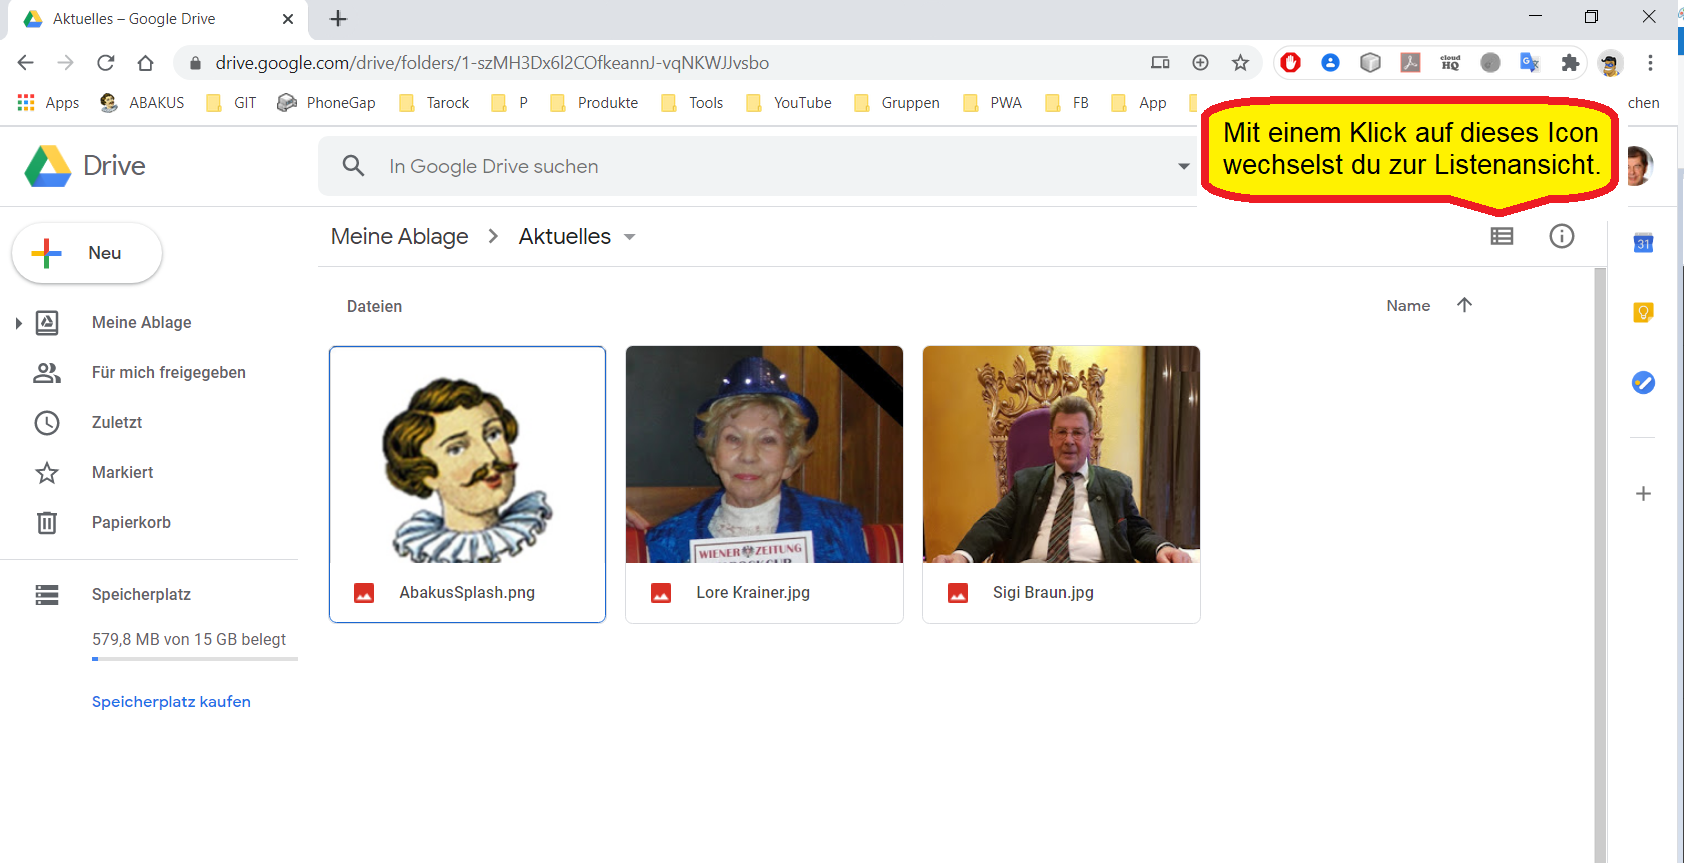 Aktuelles – Google Drive
drive.google.com/drive/folders/1-szMH3Dx6l2COfkeannJ-vqNKWJJvsbo
cloud HQ
Apps ABAKUS GIT PhoneGap Tarock P Produkte Tools YouTube Gruppen PWA FB App chen
Mit einem Klick auf dieses Icon
wechselst du zur Listenansicht.
Drive
In Google Drive suchen
Neu
Meine Ablage > Aktuelles
31
Dateien
Name
Meine Ablage
Für mich freigegeben
Zuletzt
Markiert
Papierkorb
WIENER ZEITUNG
AbakusSplash.png
Lore Krainer.jpg
Sigi Braun.jpg
Speicherplatz
579,8 MB von 15 GB belegt
Speicherplatz kaufen